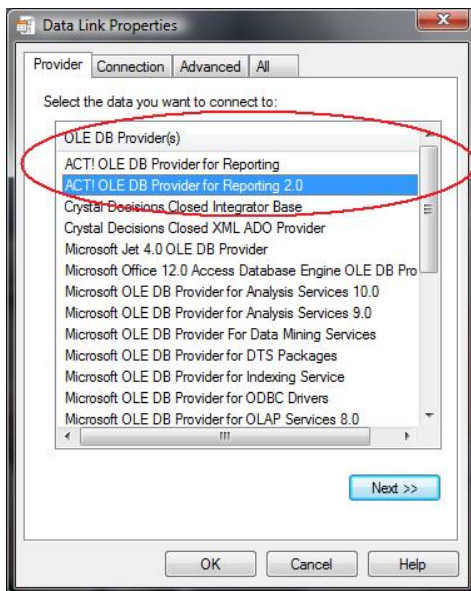 Data Link Properties
Provider Connection Advanced All
Select the data you want to connect to:
OLE DB Provider(s)
ACT! OLE DB Provider for Reporting
ACT! OLE DB Provider for Reporting 2.0
Crystal Decisions Closed Integrator Base
Crystal Decisions Closed XML ADO Provider
Microsoft Jet 4.0 OLE DB Provider
Microsoft Office 12.0 Access Database Engine OLE DB Pro
Microsoft OLE DB Provider for Analysis Services 10.0
Microsoft OLE DB Provider for Analysis Services 9.0
Microsoft OLE DB Provider For Data Mining Services
Microsoft OLE DB Provider for DTS Packages
Microsoft OLE DB Provider for Indexing Service
Microsoft OLE DB Provider for ODBC Drivers
Microsoft OLE DB Provider for OLAP Services 8.0
Next >>
OK Cancel Help